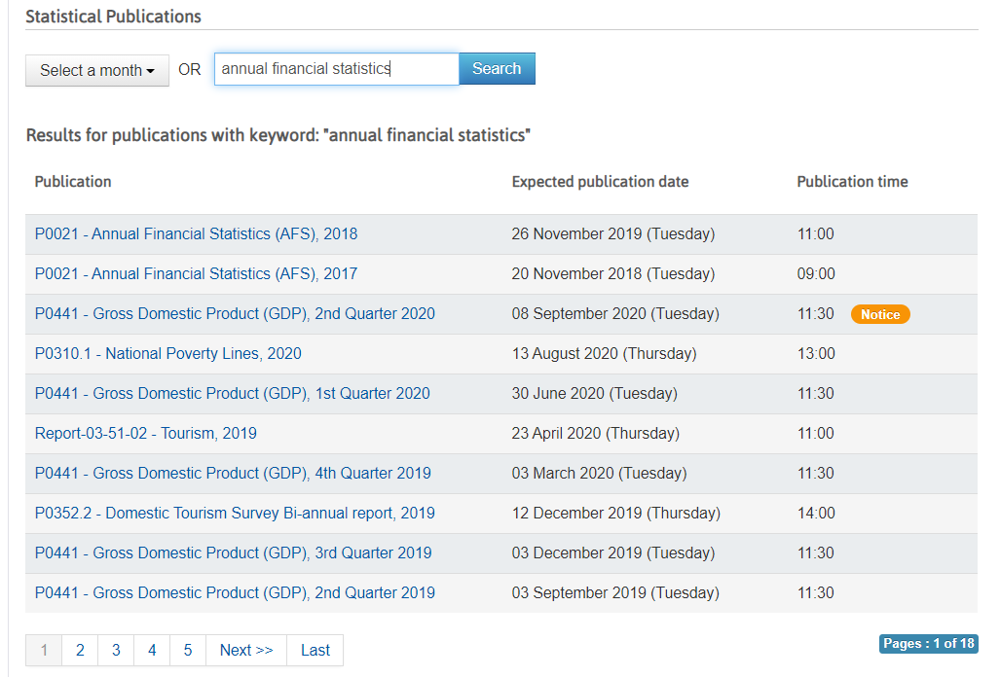 Statistical Publications
Select a month OR annual financial statistics Search
Results for publications with keyword: "annual financial statistics"
Publication Expected publication date Publication time
P0021 - Annual Financial Statistics (AFS), 2018 26 November 2019 (Tuesday) 11:00
P0021 - Annual Financial Statistics (AFS), 2017 20 November 2018 (Tuesday) 09:00
P0441 - Gross Domestic Product (GDP), 2nd Quarter 2020 08 September 2020 (Tuesday) 11:30 Notice
P0310.1 - National Poverty Lines, 2020 13 August 2020 (Thursday) 13:00
P0441 - Gross Domestic Product (GDP), 1st Quarter 2020 30 June 2020 (Tuesday) 11:30
Report-03-51-02 - Tourism, 2019 23 April 2020 (Thursday) 11:00
P0441 - Gross Domestic Product (GDP), 4th Quarter 2019 03 March 2020 (Tuesday) 11:30
P0352.2 - Domestic Tourism Survey Bi-annual report, 2019 12 December 2019 (Thursday) 14:00
P0441 - Gross Domestic Product (GDP), 3rd Quarter 2019 03 December 2019 (Tuesday) 11:30
P0441 - Gross Domestic Product (GDP), 2nd Quarter 2019 03 September 2019 (Tuesday) 11:30
1 2 3 4 5 Next >> Last Pages : 1 of 18